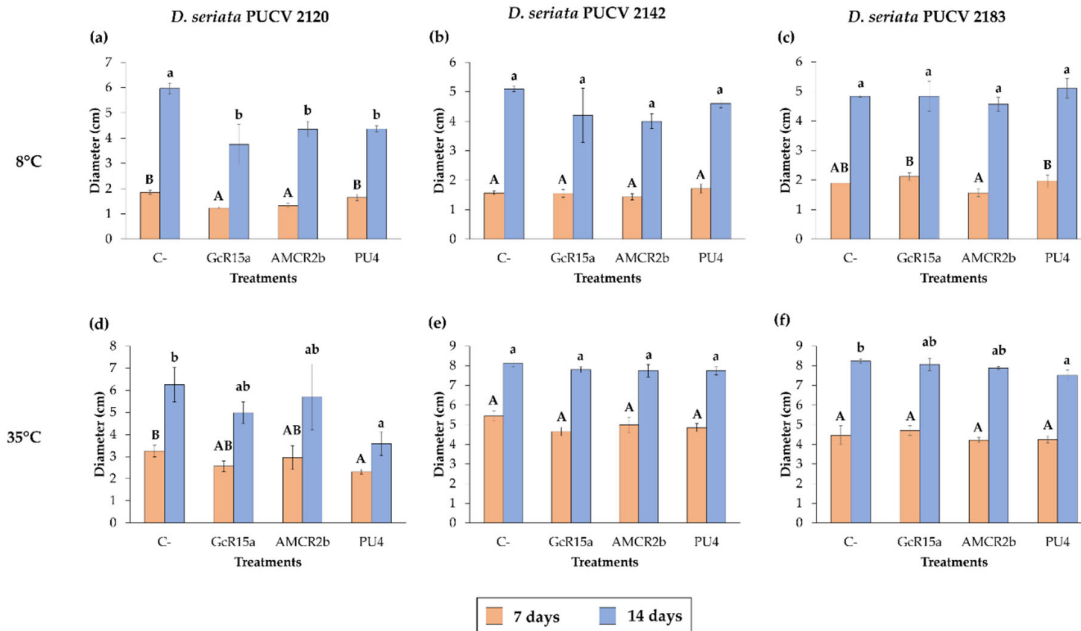 D. seriata PUCV 2120
D. seriata PUCV 2142
D. seriata PUCV 2183
8°C
(a)
Diameter (cm)
7
6
5
4
3
2
1
0
B a
A b
A b
B b
C- GcR15a AMCR2b PU4
Treatments
(b)
Diameter (cm)
6
5
4
3
2
1
0
A a
A a
A a
A a
C- GcR15a AMCR2b PU4
Treatments
(c)
Diameter (cm)
6
5
4
3
2
1
0
AB a
B a
A a
B a
C- GcR15a AMCR2b PU4
Treatments
35°C
(d)
Diameter (cm)
8
7
6
5
4
3
2
1
0
B b
AB ab
AB ab
A a
C- GcR15a AMCR2b PU4
Treatments
(e)
Diameter (cm)
9
8
7
6
5
4
3
2
1
0
A a
A a
A a
A a
C- GcR15a AMCR2b PU4
Treatments
(f)
Diameter (cm)
9
8
7
6
5
4
3
2
1
0
A b
A ab
A ab
A a
C- GcR15a AMCR2b PU4
Treatments
7 days 14 days